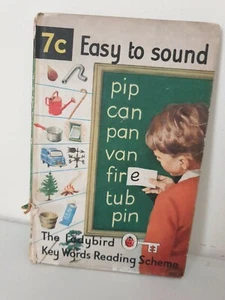 7c Easy to sound
pip
can
pan
van
fire
tub
pin
The Ladybird
Key Words Reading Scheme